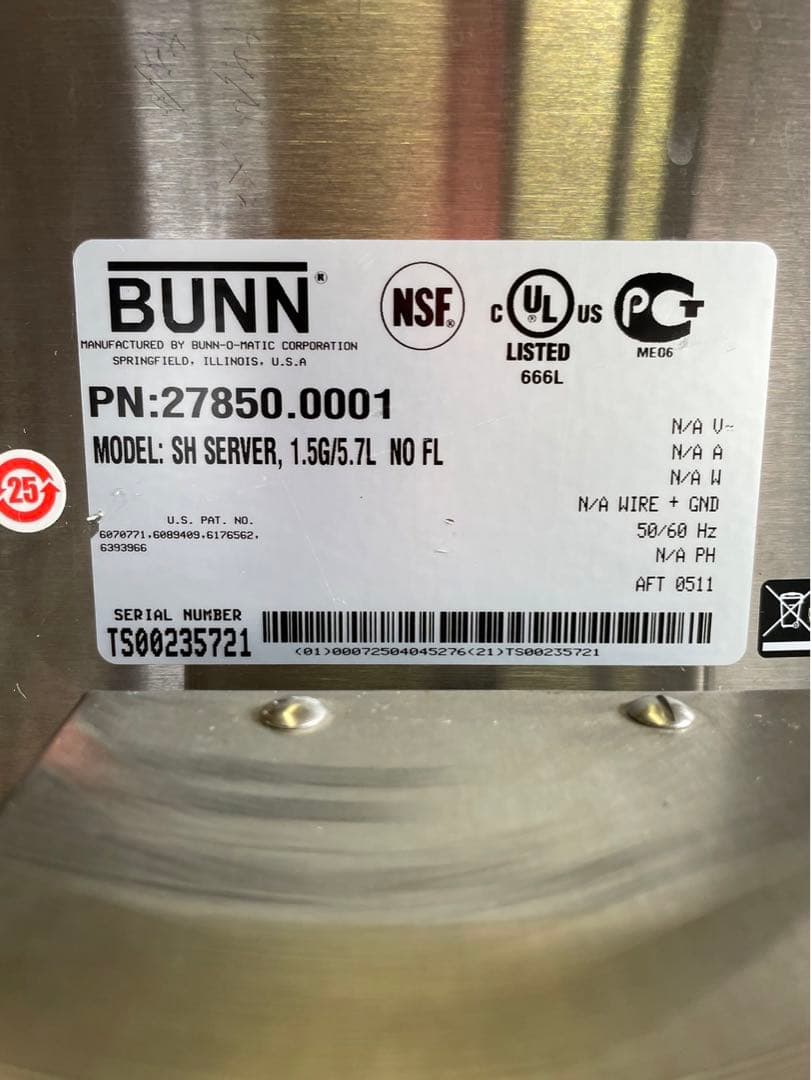 BUNN®
MANUFACTURED BY BUNN-O-MATIC CORPORATION
SPRINGFIELD, ILLINOIS, U.S.A
NSF®
C UL® US
LISTED
666L
PCT
ME06
PN:27850.0001
MODEL: SH SERVER, 1.5G/5.7L NO FL
N/A V~
N/A A
N/A W
N/A WIRE + GND
50/60 Hz
N/A PH
AFT 0511
25
U.S. PAT. NO.
6070771,6089409,6176562,
6393966
SERIAL NUMBER
TS00235721
(01)00072504045276(21)TS00235721